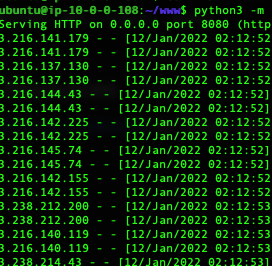 ubuntu@ip-10-0-0-108:~/www$ python3 -m
Serving HTTP on 0.0.0.0 port 8080 (http
3.216.141.179 - - [12/Jan/2022 02:12:52
3.216.141.179 - - [12/Jan/2022 02:12:52
3.216.137.130 - - [12/Jan/2022 02:12:52
3.216.137.130 - - [12/Jan/2022 02:12:52
3.216.144.43 - - [12/Jan/2022 02:12:52]
3.216.144.43 - - [12/Jan/2022 02:12:52]
3.216.142.225 - - [12/Jan/2022 02:12:52
3.216.142.225 - - [12/Jan/2022 02:12:52
3.216.145.74 - - [12/Jan/2022 02:12:52]
3.216.145.74 - - [12/Jan/2022 02:12:52]
3.216.142.155 - - [12/Jan/2022 02:12:52
3.216.142.155 - - [12/Jan/2022 02:12:52
3.238.212.200 - - [12/Jan/2022 02:12:53
3.238.212.200 - - [12/Jan/2022 02:12:53
3.216.140.119 - - [12/Jan/2022 02:12:53
3.216.140.119 - - [12/Jan/2022 02:12:53
3.238.214.43 - - [12/Jan/2022 02:12:53]